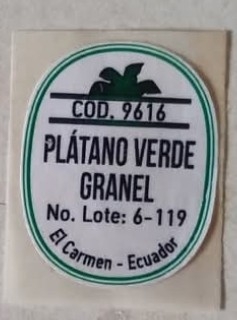 COD. 9616
PLÁTANO VERDE
GRANEL
No. Lote: 6-119
El Carmen - Ecuador